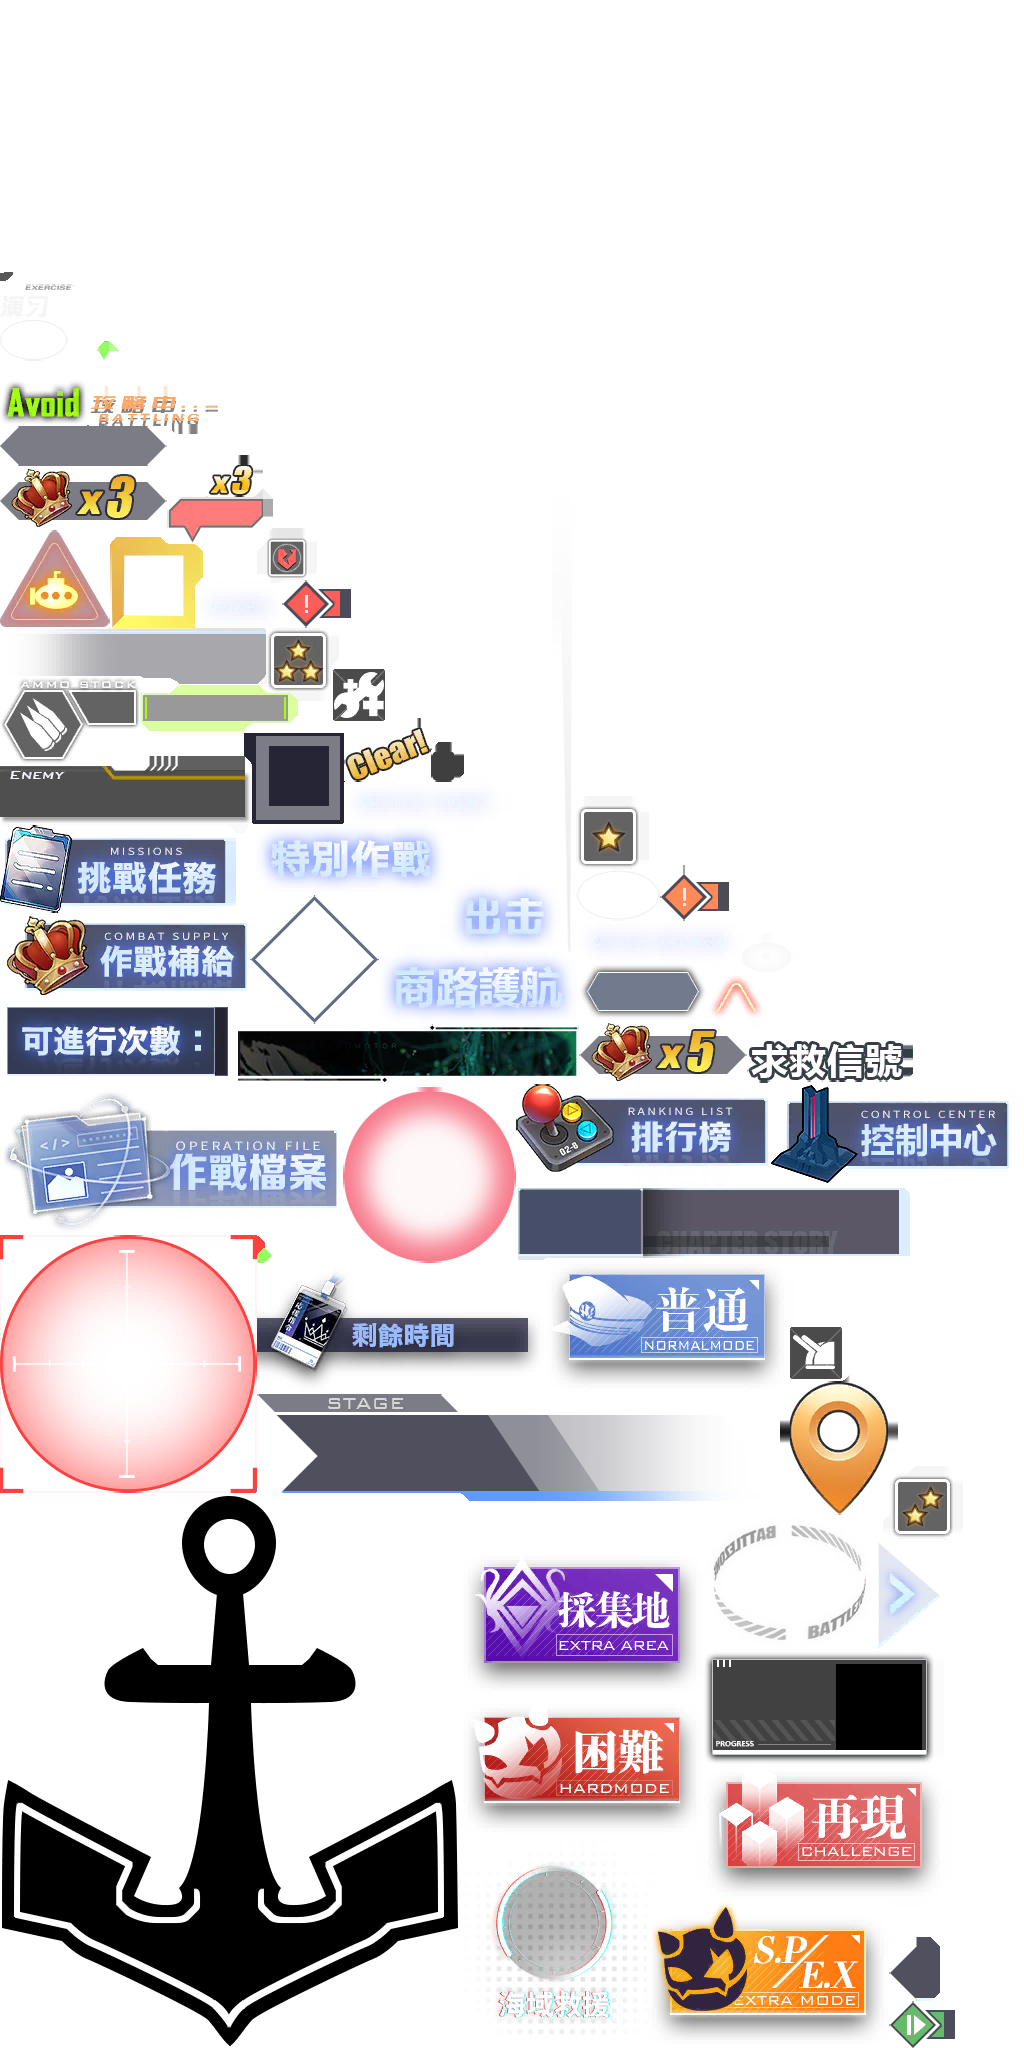 EXERCISE
演习
Avoid
攻略中...
BATTLING
x3
x3
!
AMMO STOCK
Clear!
ENEMY
MISSIONS
挑戰任務
特別作戰
!
出击
COMBAT SUPPLY
作戰補給
商路護航
可進行次數：
x5
求救信號
OPERATION FILE
作戰檔案
RANKING LIST
排行榜
02-8
CONTROL CENTER
控制中心
CHAPTER STORY
剩餘時間
普通
NORMALMODE
STAGE
BATTLEZONE
BATTLEZ
採集地
EXTRA AREA
PROGRESS
困難
HARDMODE
再現
CHALLENGE
海域救援
S.P/E.X
EXTRA MODE